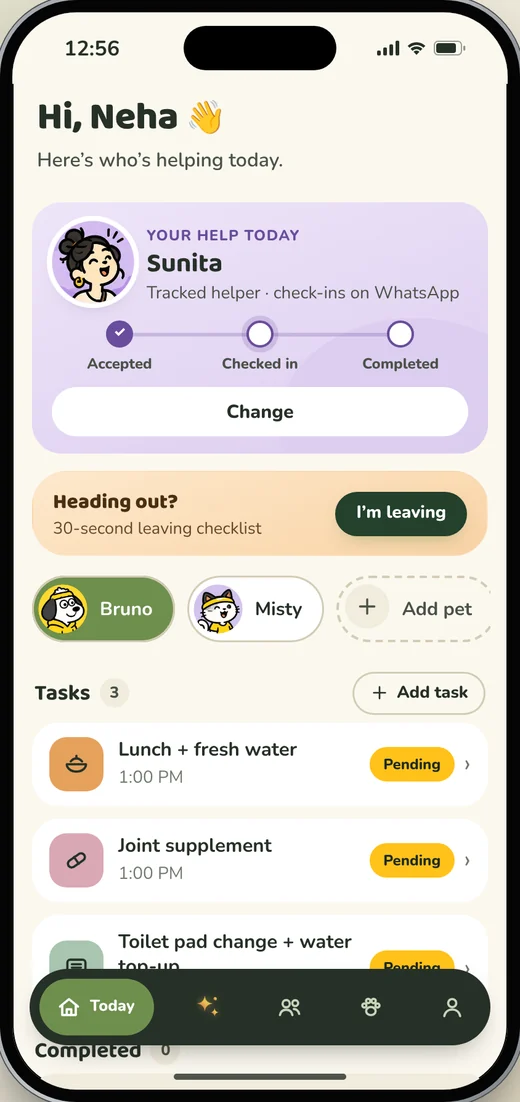 12:56
Hi, Neha 👋
Here's who's helping today.
YOUR HELP TODAY
Sunita
Tracked helper · check-ins on WhatsApp
Accepted
Checked in
Completed
Change
Heading out?
30-second leaving checklist
I'm leaving
Bruno
Misty
+ Add pet
Tasks 3
+ Add task
Lunch + fresh water
1:00 PM
Pending
Joint supplement
1:00 PM
Pending
Toilet pad change + water
top-up
Pending
Today
Completed 0